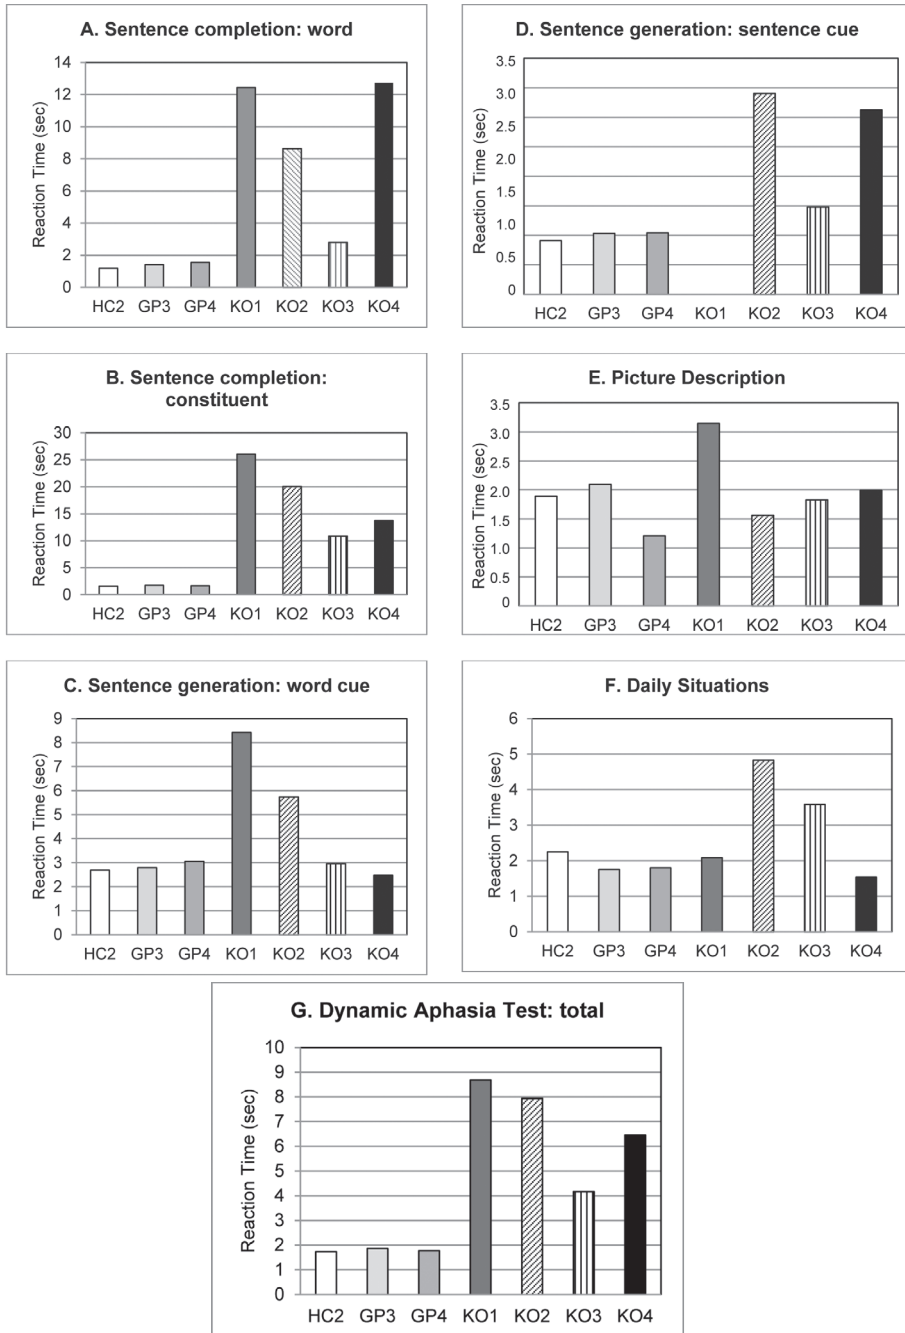 A. Sentence completion: word
Reaction Time (sec)
14
12
10
8
6
4
2
0
HC2 GP3 GP4 KO1 KO2 KO3 KO4
D. Sentence generation: sentence cue
Reaction Time (sec)
3.5
3.0
2.5
2.0
1.5
1.0
0.5
0
HC2 GP3 GP4 KO1 KO2 KO3 KO4
B. Sentence completion:
constituent
Reaction Time (sec)
30
25
20
15
10
5
0
HC2 GP3 GP4 KO1 KO2 KO3 KO4
E. Picture Description
Reaction Time (sec)
3.5
3.0
2.5
2.0
1.5
1.0
0.5
0
HC2 GP3 GP4 KO1 KO2 KO3 KO4
C. Sentence generation: word cue
Reaction Time (sec)
9
8
7
6
5
4
3
2
1
0
HC2 GP3 GP4 KO1 KO2 KO3 KO4
F. Daily Situations
Reaction Time (sec)
6
5
4
3
2
1
0
HC2 GP3 GP4 KO1 KO2 KO3 KO4
G. Dynamic Aphasia Test: total
Reaction Time (sec)
10
9
8
7
6
5
4
3
2
1
0
HC2 GP3 GP4 KO1 KO2 KO3 KO4